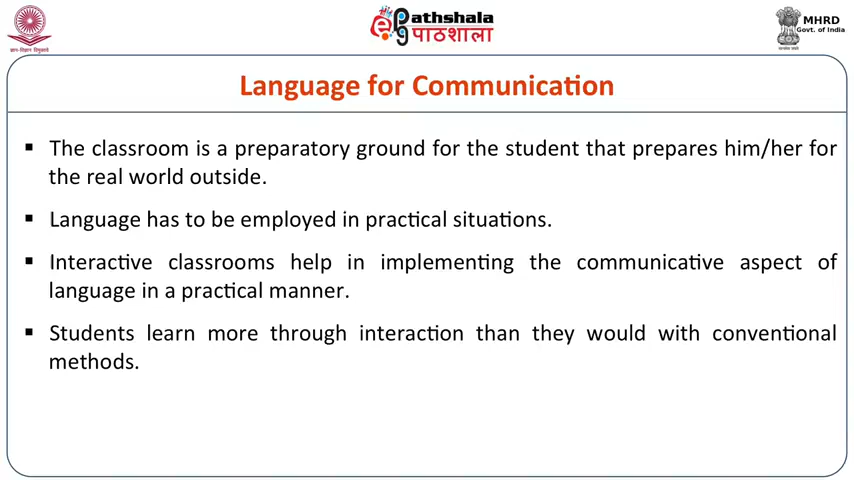 ePathshala
पाठशाला
MHRD
Govt. of India
Language for Communication
▪ The classroom is a preparatory ground for the student that prepares him/her for
the real world outside.
▪ Language has to be employed in practical situations.
▪ Interactive classrooms help in implementing the communicative aspect of
language in a practical manner.
▪ Students learn more through interaction than they would with conventional
methods.